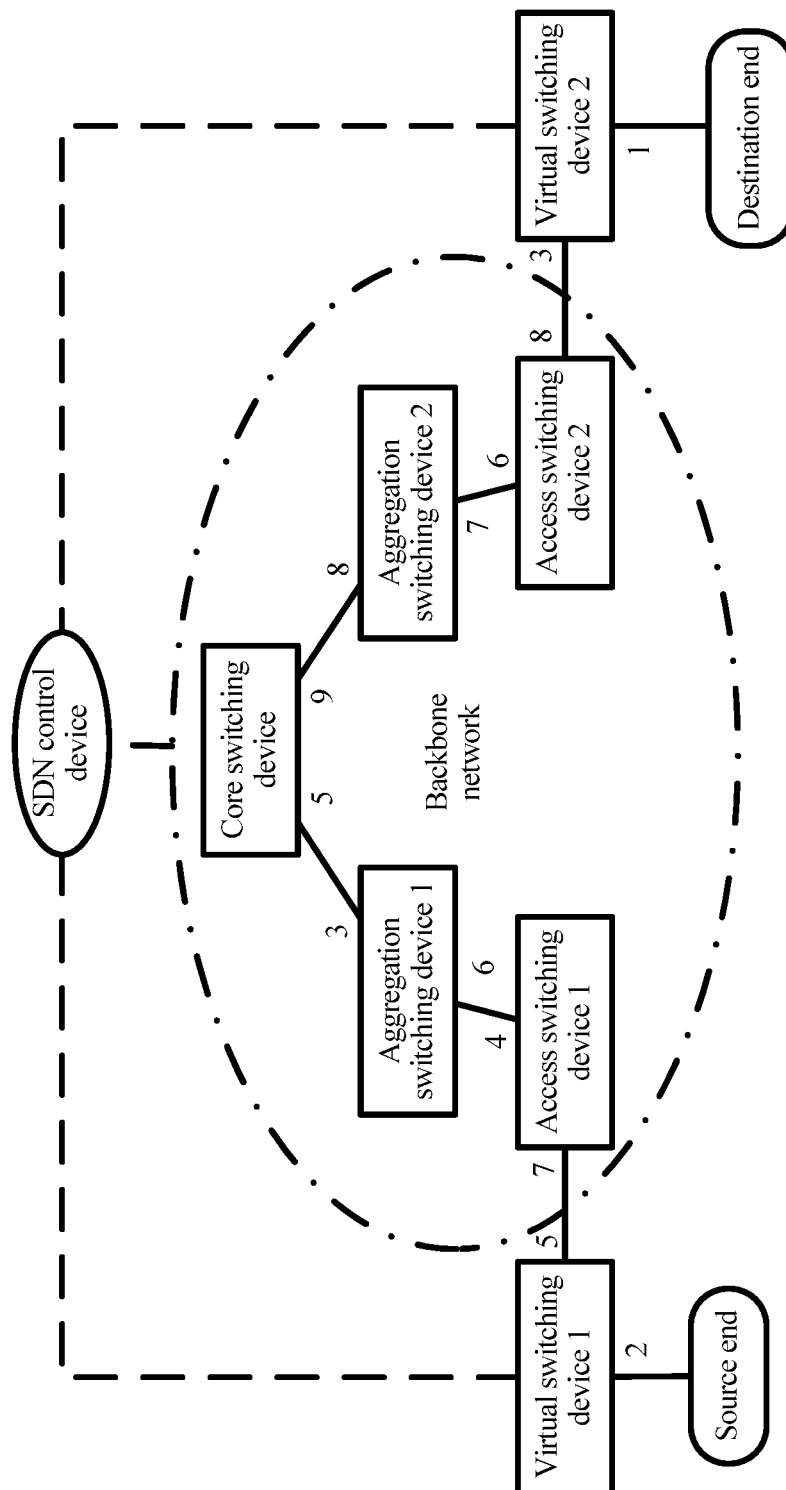 SDN control
device
Core switching
device
5
9
3
8
Aggregation
switching device 1
Aggregation
switching device 2
Backbone
network
4
6
7
6
Virtual switching
device 1
5
7
Access switching
device 1
Access switching
device 2
8
3
Virtual switching
device 2
2
1
Source end
Destination end